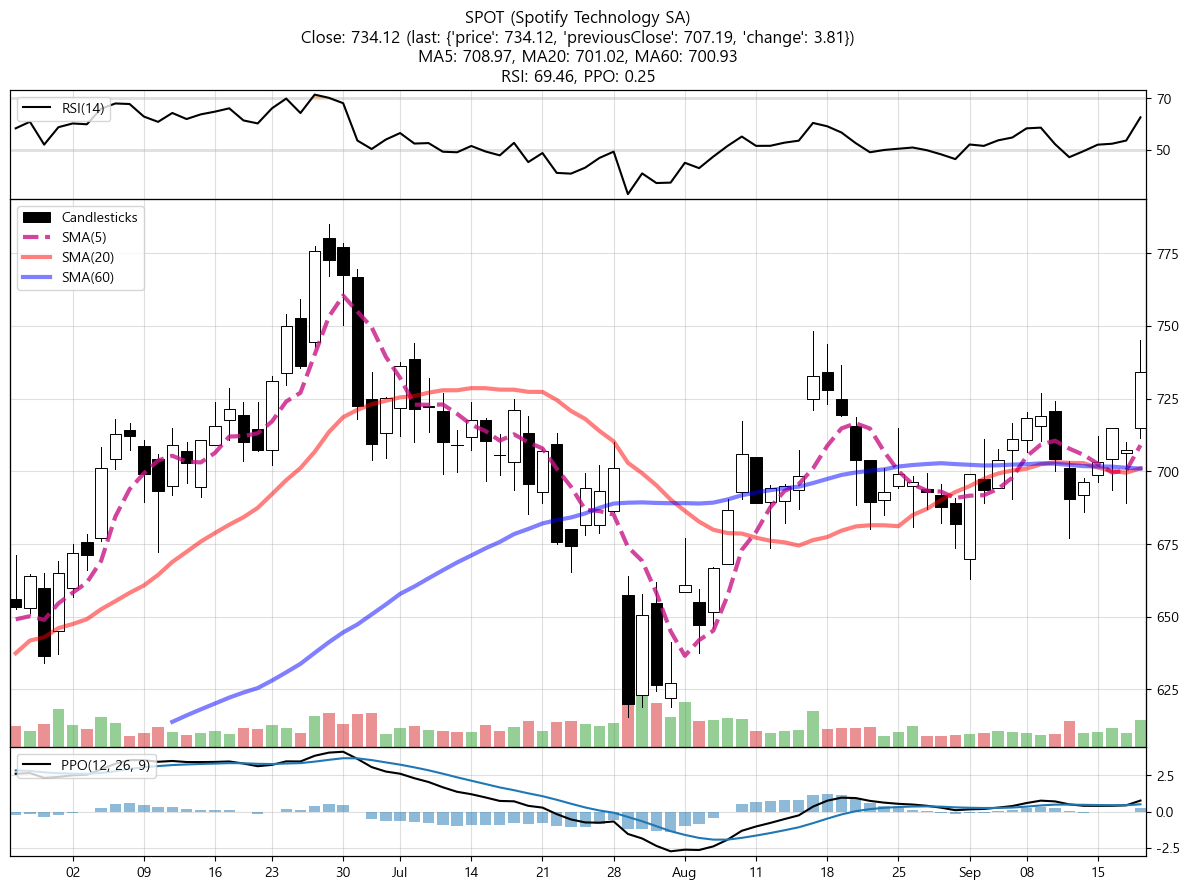 SPOT (Spotify Technology SA)
Close: 734.12 (last: {'price': 734.12, 'previousClose': 707.19, 'change': 3.81})
MA5: 708.97, MA20: 701.02, MA60: 700.93
RSI: 69.46, PPO: 0.25
RSI(14)
70
50
Candlesticks
SMA(5)
SMA(20)
SMA(60)
775
750
725
700
675
650
625
PPO(12, 26, 9)
2.5
0.0
−2.5
02 09 16 23 30 Jul 14 21 28 Aug 11 18 25 Sep 08 15